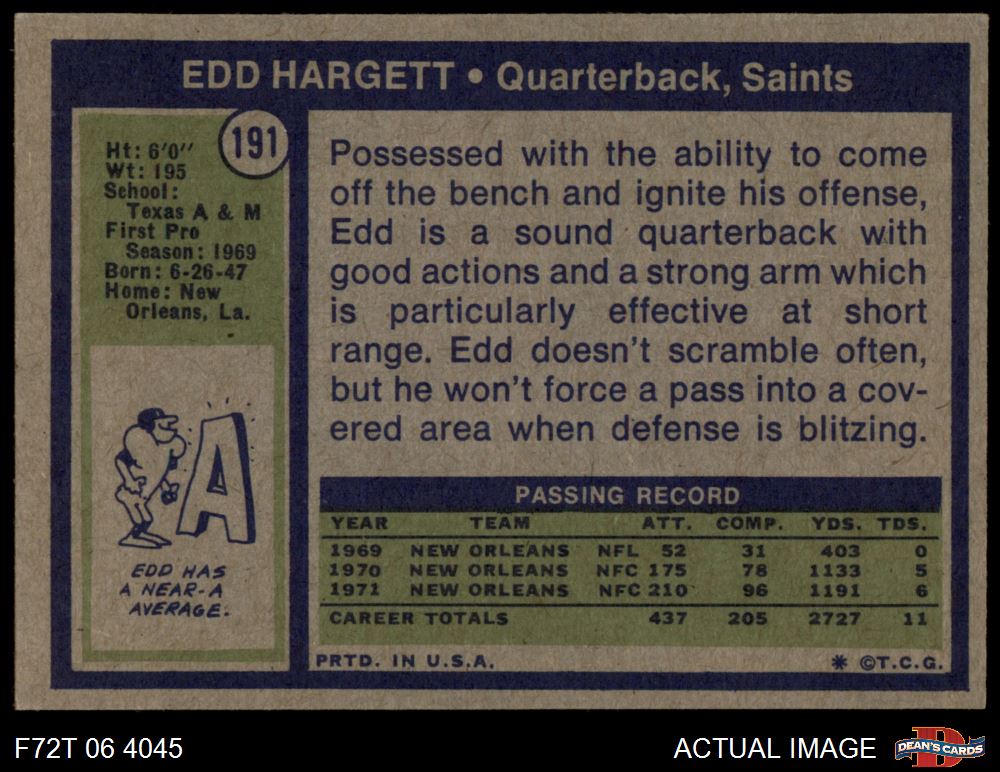 EDD HARGETT • Quarterback, Saints
191
Ht: 6'0''
Wt: 195
School:
Texas A & M
First Pro
Season: 1969
Born: 6-26-47
Home: New
Orleans, La.
EDD HAS
A NEAR-A
AVERAGE.
A
Possessed with the ability to come
off the bench and ignite his offense,
Edd is a sound quarterback with
good actions and a strong arm which
is particularly effective at short
range. Edd doesn't scramble often,
but he won't force a pass into a cov-
ered area when defense is blitzing.
PASSING RECORD
YEAR TEAM ATT. COMP. YDS. TDS.
1969 NEW ORLEANS NFL 52 31 403 0
1970 NEW ORLEANS NFC 175 78 1133 5
1971 NEW ORLEANS NFC 210 96 1191 6
CAREER TOTALS 437 205 2727 11
PRTD. IN U.S.A. * ©T.C.G.
F72T 06 4045 ACTUAL IMAGE D DEAN'S CARDS